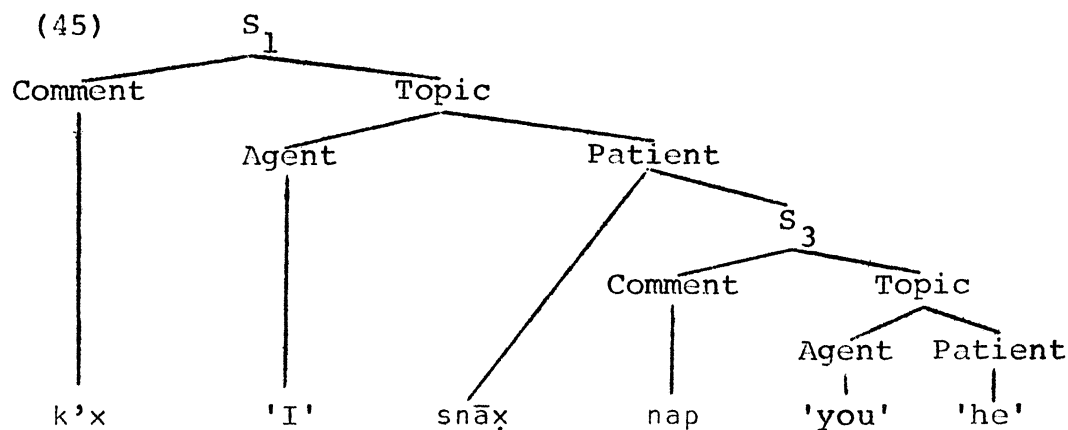 (45) S1
Comment Topic
Agent Patient
S3
Comment Topic
Agent Patient
k’x 'I' snāx̣ nap 'you' 'he'